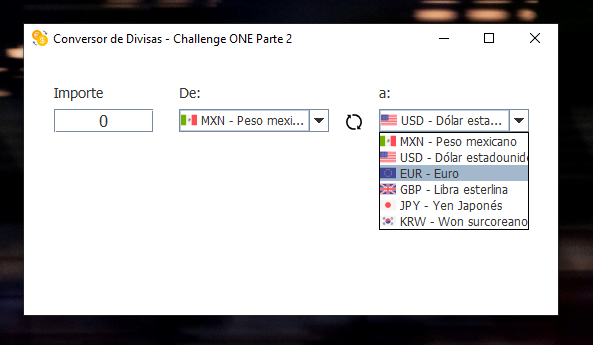 Conversor de Divisas - Challenge ONE Parte 2
Importe De: a:
0 MXN - Peso mexi... USD - Dólar esta...
MXN - Peso mexicano
USD - Dólar estadounide
EUR - Euro
GBP - Libra esterlina
JPY - Yen Japonés
KRW - Won surcoreano